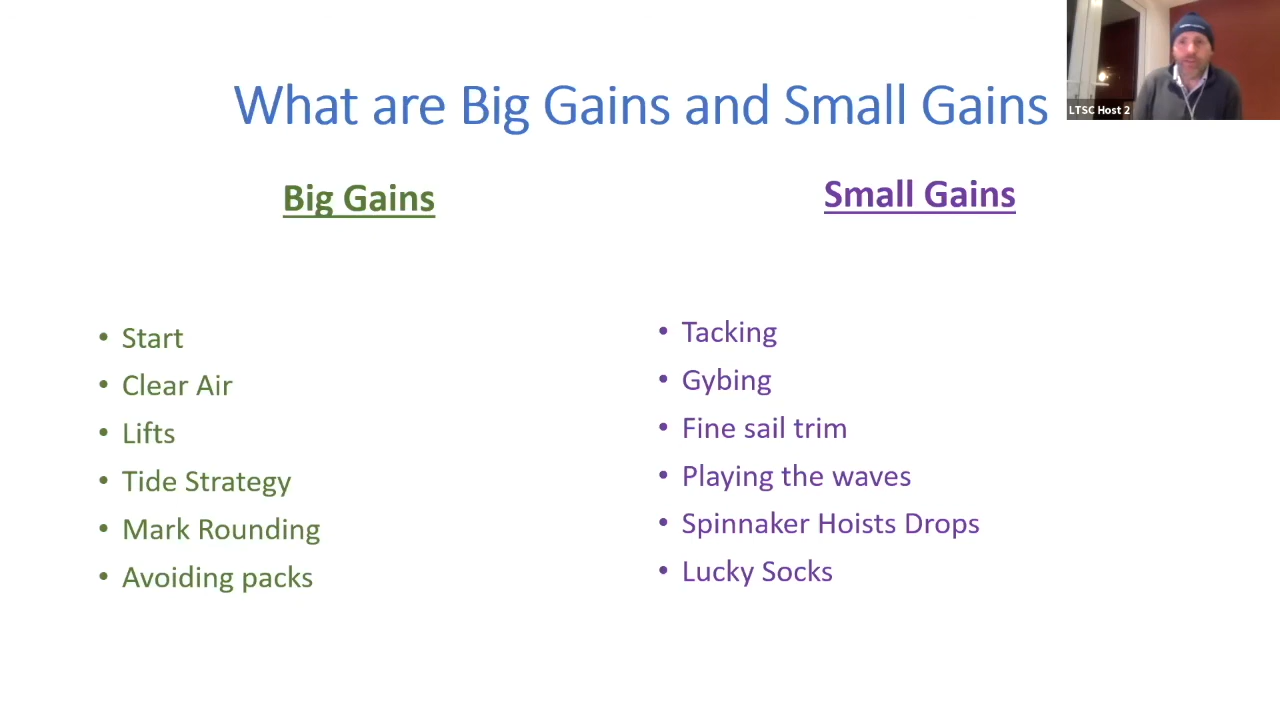 What are Big Gains and Small Gains
LTSC Host 2
Big Gains
• Start
• Clear Air
• Lifts
• Tide Strategy
• Mark Rounding
• Avoiding packs
Small Gains
• Tacking
• Gybing
• Fine sail trim
• Playing the waves
• Spinnaker Hoists Drops
• Lucky Socks